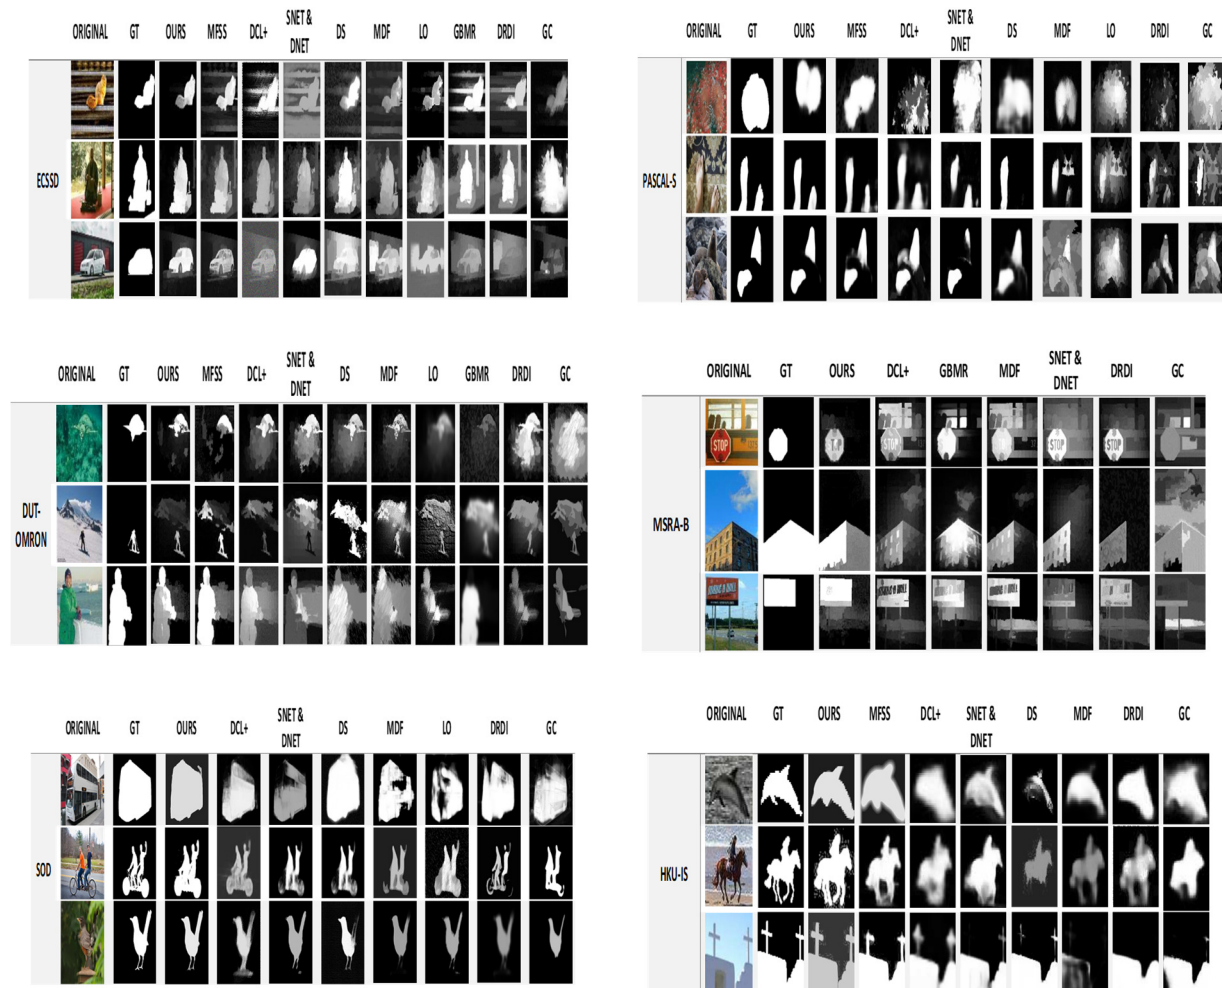 ORIGINAL GT OURS MFSS DCL+ SNET & DNET DS MDF LO GBMR DRDI GC
ECSSD
ORIGINAL GT OURS MFSS DCL+ SNET & DNET DS MDF LO DRDI GC
PASCAL-S
ORIGINAL GT OURS MFSS DCL+ SNET & DNET DS MDF LO GBMR DRDI GC
DUT-
OMRON
ORIGINAL GT OURS DCL+ GBMR MDF SNET & DNET DRDI GC
STOP STOP STOP STOP
MSRA-B
ORIGINAL GT OURS DCL+ SNET & DNET DS MDF LO DRDI GC
SOD
ORIGINAL GT OURS MFSS DCL+ SNET & DNET DS MDF DRDI GC
HKU-IS